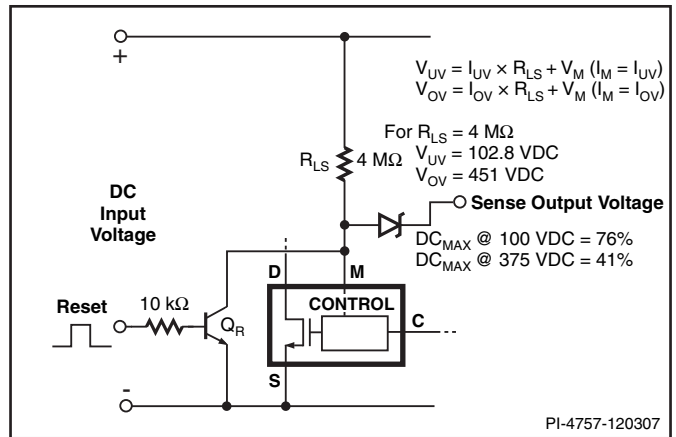 +
V_UV = I_UV × R_LS + V_M (I_M = I_UV)
V_OV = I_OV × R_LS + V_M (I_M = I_OV)
For R_LS = 4 MΩ
V_UV = 102.8 VDC
V_OV = 451 VDC
R_LS
4 MΩ
DC
Input
Voltage
Sense Output Voltage
DC_MAX @ 100 VDC = 76%
DC_MAX @ 375 VDC = 41%
D
M
CONTROL
C
Reset
10 kΩ
Q_R
S
-
PI-4757-120307